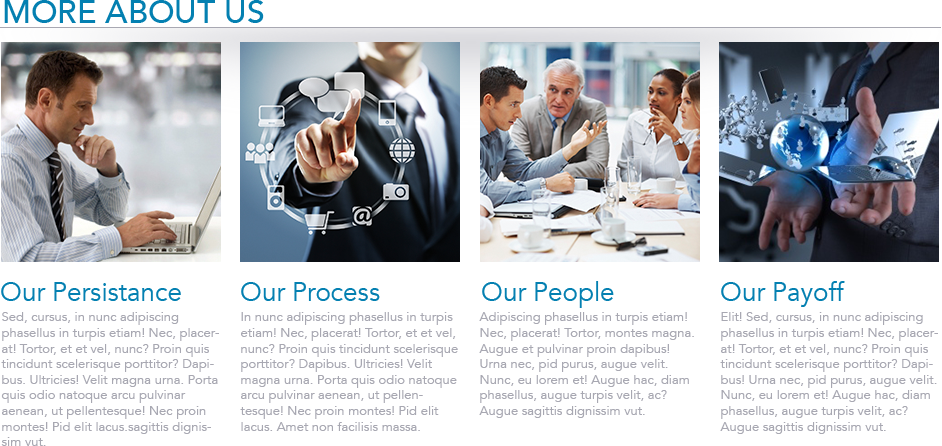 MORE ABOUT US
Our Persistance
Sed, cursus, in nunc adipiscing
phasellus in turpis etiam! Nec, placer-
at! Tortor, et et vel, nunc? Proin quis
tincidunt scelerisque porttitor? Dapi-
bus. Ultricies! Velit magna urna. Porta
quis odio natoque arcu pulvinar
aenean, ut pellentesque! Nec proin
montes! Pid elit lacus.sagittis dignis-
sim vut.
Our Process
In nunc adipiscing phasellus in turpis
etiam! Nec, placerat! Tortor, et et vel,
nunc? Proin quis tincidunt scelerisque
porttitor? Dapibus. Ultricies! Velit
magna urna. Porta quis odio natoque
arcu pulvinar aenean, ut pellen-
tesque! Nec proin montes! Pid elit
lacus. Amet non facilisis massa.
Our People
Adipiscing phasellus in turpis etiam!
Nec, placerat! Tortor, montes magna.
Augue et pulvinar proin dapibus!
Urna nec, pid purus, augue velit.
Nunc, eu lorem et! Augue hac, diam
phasellus, augue turpis velit, ac?
Augue sagittis dignissim vut.
Our Payoff
Elit! Sed, cursus, in nunc adipiscing
phasellus in turpis etiam! Nec, placer-
at! Tortor, et et vel, nunc? Proin quis
tincidunt scelerisque porttitor? Dapi-
bus! Urna nec, pid purus, augue velit.
Nunc, eu lorem et! Augue hac, diam
phasellus, augue turpis velit, ac?
Augue sagittis dignissim vut.